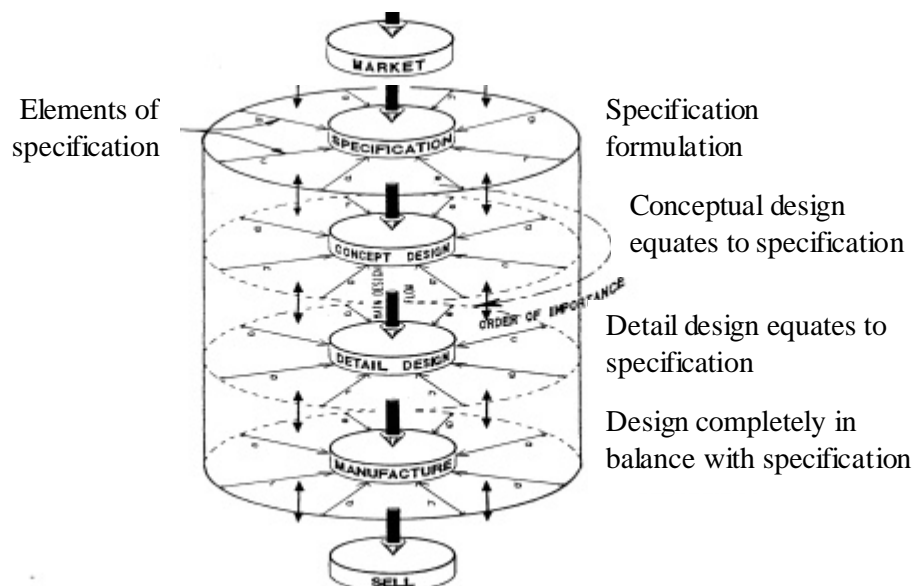 MARKET
Elements of
specification
SPECIFICATION
Specification
formulation
Conceptual design
equates to specification
CONCEPT DESIGN
MAIN DESIGN
FLOW
ORDER OF IMPORTANCE
Detail design equates to
specification
DETAIL DESIGN
Design completely in
balance with specification
MANUFACTURE
SELL